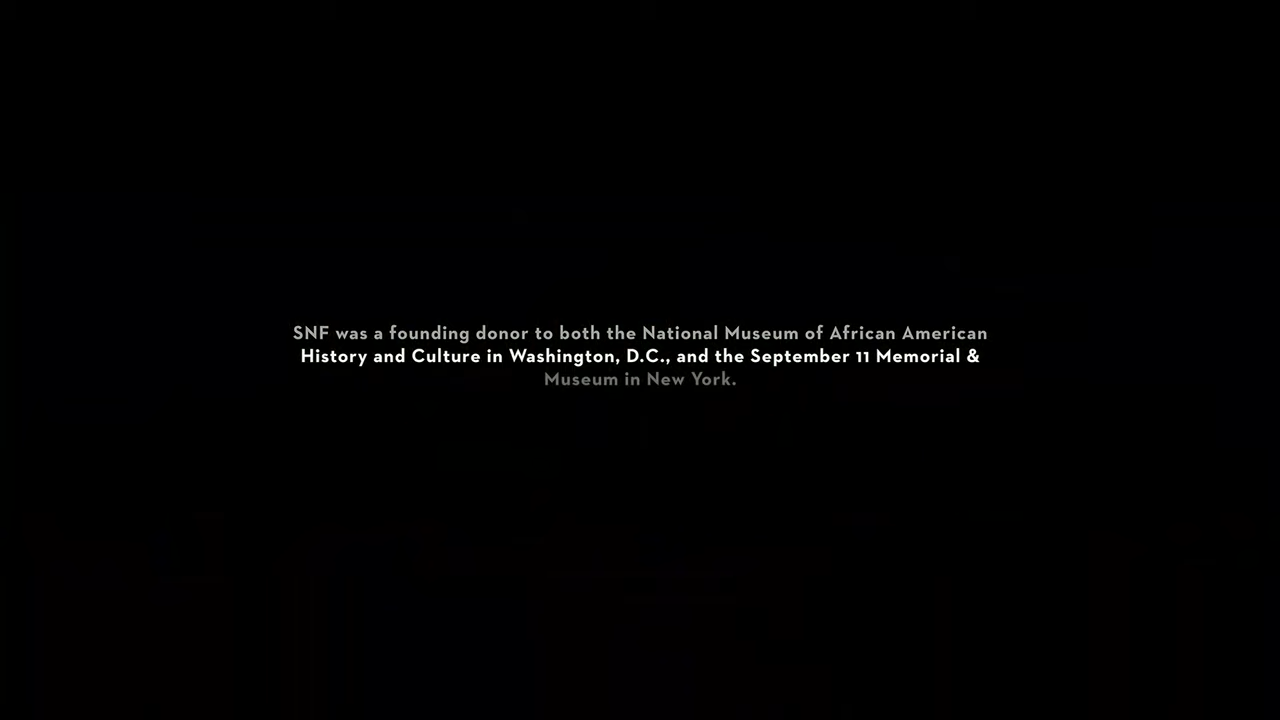 SNF was a founding donor to both the National Museum of African American
History and Culture in Washington, D.C., and the September 11 Memorial &
Museum in New York.